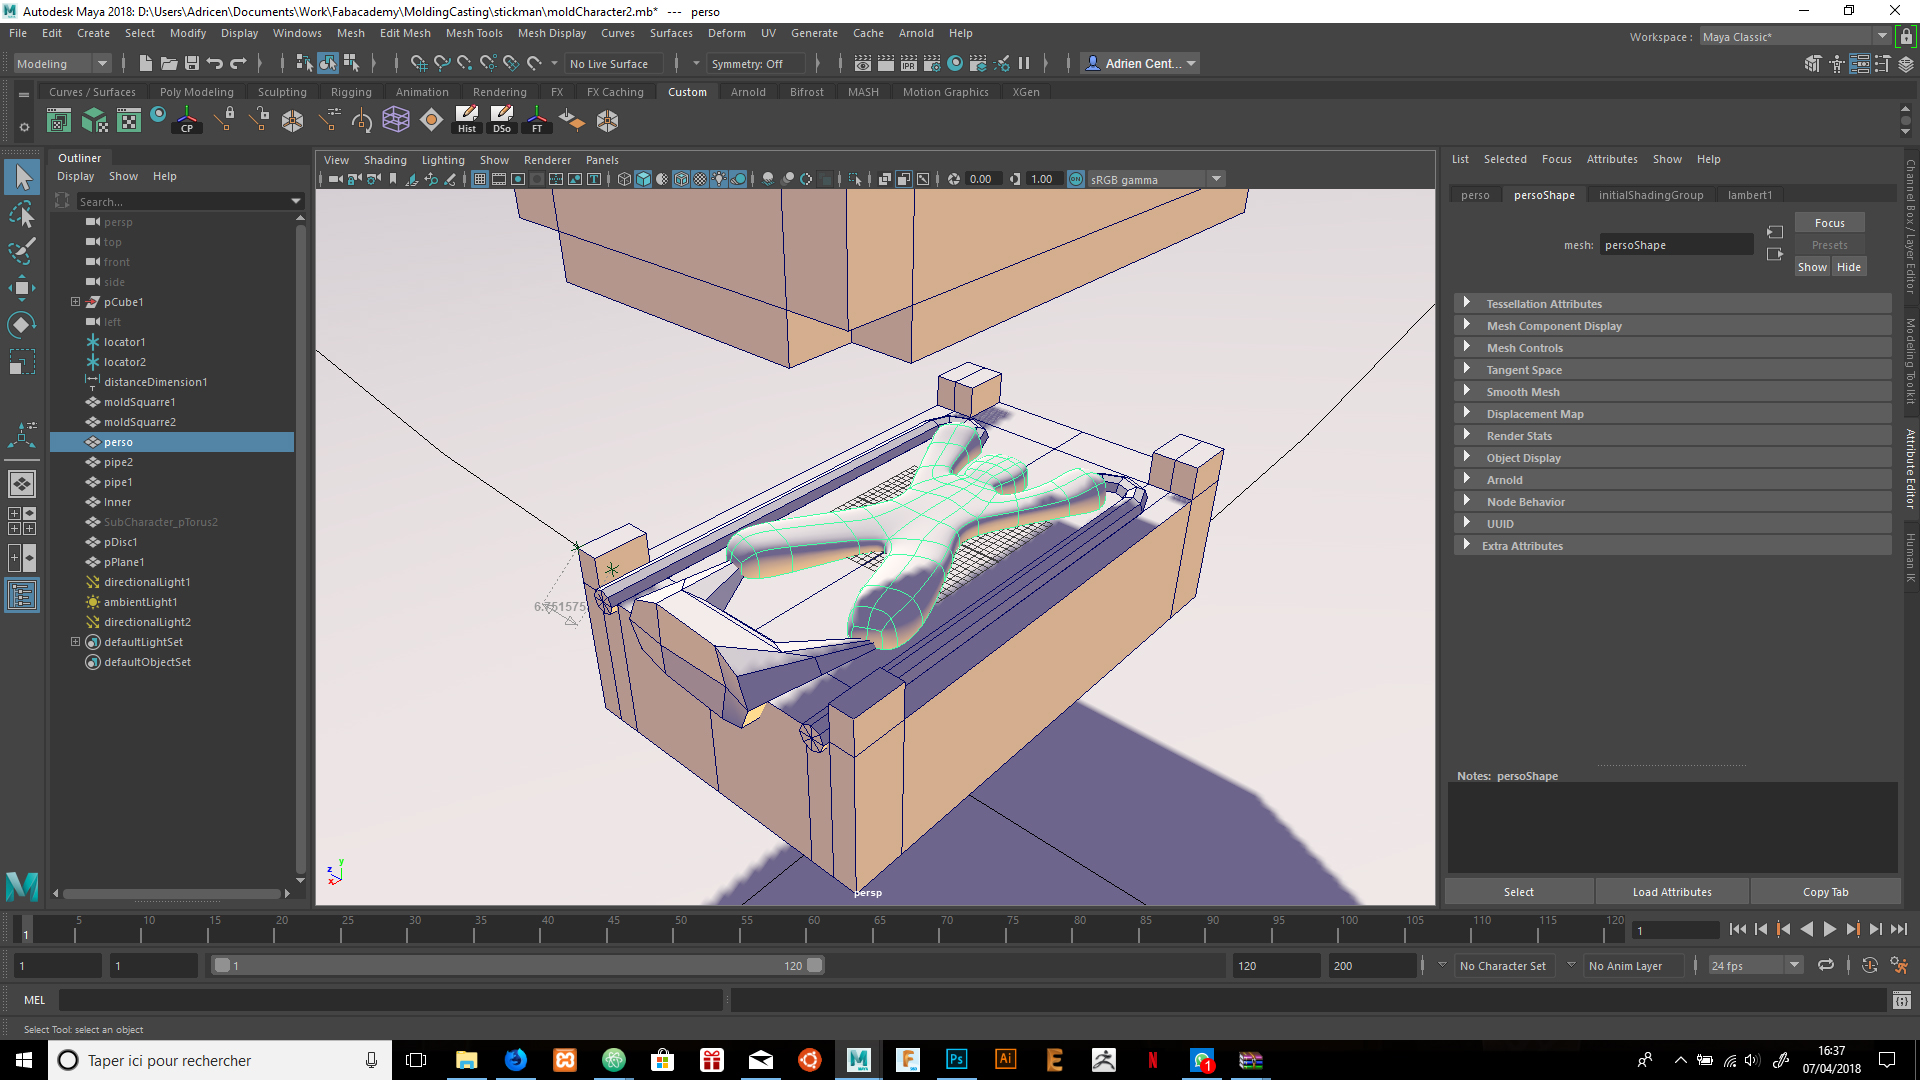 Autodesk Maya 2018: D:\Users\Adricen\Documents\Work\Fabacademy\MoldingCasting\stickman\moldCharacter2.mb* --- perso
File Edit Create Select Modify Display Windows Mesh Edit Mesh Mesh Tools Mesh Display Curves Surfaces Deform UV Generate Cache Arnold Help
Workspace : Maya Classic*
Modeling No Live Surface Symmetry: Off IPR Adrien Cent...
Curves / Surfaces Poly Modeling Sculpting Rigging Animation Rendering FX FX Caching Custom Arnold Bifrost MASH Motion Graphics XGen
CP Hist DSo FT
Outliner
Display Show Help
Search...
persp
top
front
side
pCube1
left
locator1
locator2
distanceDimension1
moldSquarre1
moldSquarre2
perso
pipe2
pipe1
Inner
SubCharacter_pTorus2
pDisc1
pPlane1
directionalLight1
ambientLight1
directionalLight2
defaultLightSet
defaultObjectSet
View Shading Lighting Show Renderer Panels
0.00 1.00 ON sRGB gamma
6.751575
y
z
x
persp
List Selected Focus Attributes Show Help
perso persoShape initialShadingGroup lambert1
mesh: persoShape
Focus
Presets
Show Hide
Tessellation Attributes
Mesh Component Display
Mesh Controls
Tangent Space
Smooth Mesh
Displacement Map
Render Stats
Object Display
Arnold
Node Behavior
UUID
Extra Attributes
Notes: persoShape
Select Load Attributes Copy Tab
Channel Box / Layer Editor
Modeling Toolkit
Attribute Editor
Human IK
1 5 10 15 20 25 30 35 40 45 50 55 60 65 70 75 80 85 90 95 100 105 110 115 120 1
1 1 1 120 120 200 No Character Set No Anim Layer 24 fps
MEL
Select Tool: select an object
Taper ici pour rechercher
M F Ps Ai E N 1
16:37
07/04/2018